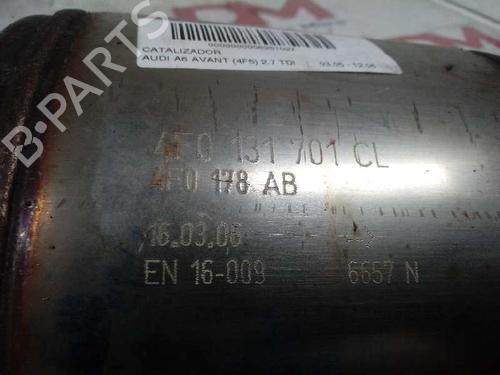 CATALIZADOR
AUDI A6 AVANT (4F5) 2.7 TDI 03.05 - 12.06
4F0 131 701 CL
4F0 178 AB
16.03.06
EN 16-009 6657 N
B-PARTS